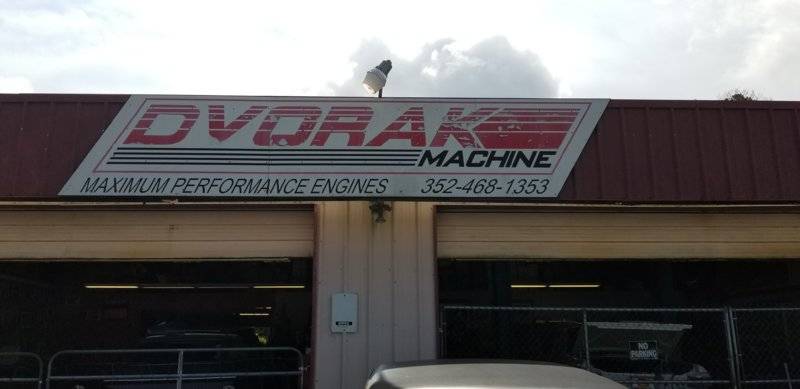 DVORAK
MACHINE
MAXIMUM PERFORMANCE ENGINES 352-468-1353
NO
PARKING